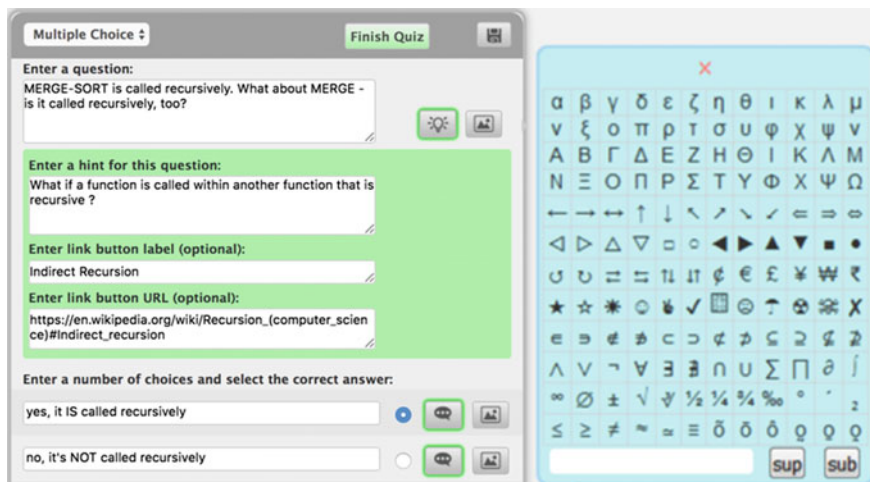 Multiple Choice
Finish Quiz
Enter a question:
MERGE-SORT is called recursively. What about MERGE -
is it called recursively, too?
Enter a hint for this question:
What if a function is called within another function that is
recursive ?
Enter link button label (optional):
Indirect Recursion
Enter link button URL (optional):
https://en.wikipedia.org/wiki/Recursion_(computer_scien
ce)#Indirect_recursion
Enter a number of choices and select the correct answer:
yes, it IS called recursively
no, it's NOT called recursively
α β γ δ ε ζ η θ ι κ λ μ
ν ξ ο π ρ τ σ υ φ χ ψ ν
Α Β Γ Δ Ε Ζ Η Θ Ι Κ Λ Μ
Ν Ξ Ο Π Ρ Σ Τ Υ Φ Χ Ψ Ω
← → ↔ ↑ ↓ ↖ ↗ ↘ ↙ ⇐ ⇒ ⇔
◁ ▷ △ ▽ □ ○ ◀ ▶ ▲ ▼ ■ ●
↺ ↻ ⇄ ⇆ ⇅ ⇵ ₵ € £ ¥ ₩ ₹
∈ ∋ ∉ ∌ ⊂ ⊃ ⊄ ⊅ ⊆ ⊇ ⊈ ⊉
∧ ∨ ¬ ∀ ∃ ∄ ∩ ∪ ∑ ∏ ∂ ∫
∞ Ø ± √ ½ ¼ ¾ ‰ ° ´ ₂
≤ ≥ ≠ ≈ ≃ ≡ õ ō ô
sup sub